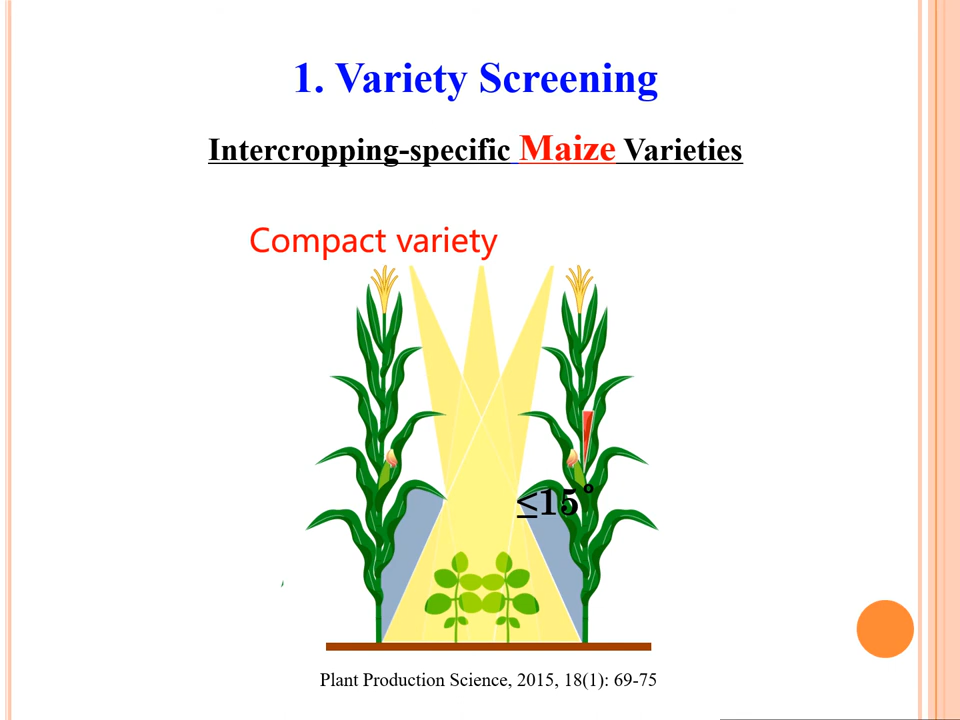 1. Variety Screening
Intercropping-specific Maize Varieties
Compact variety
≤15°
Plant Production Science, 2015, 18(1): 69-75